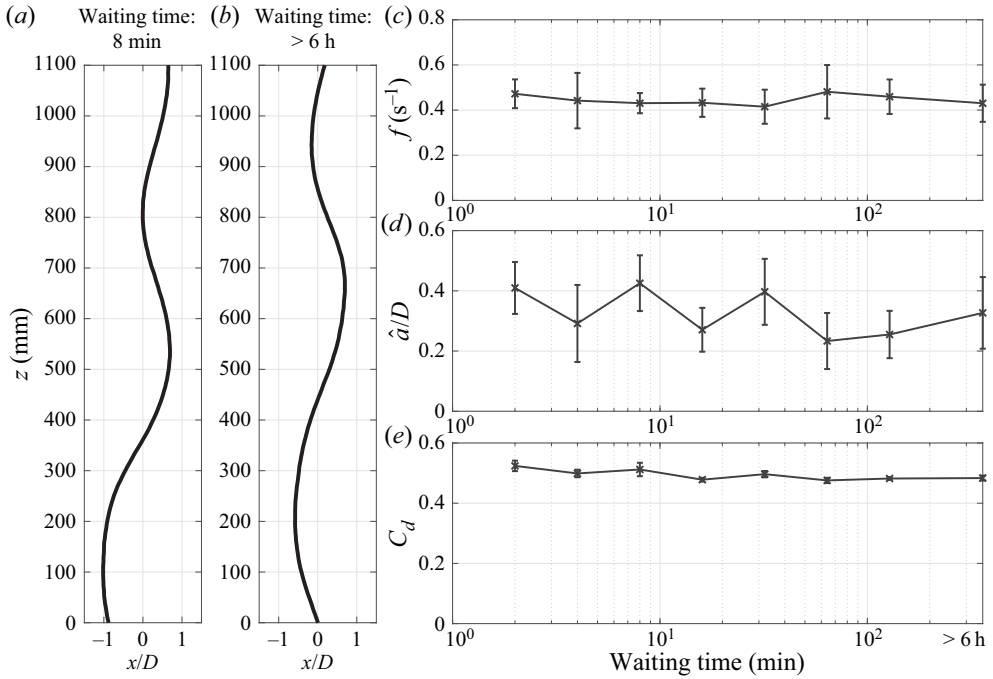 (a) Waiting time:
8 min
(b) Waiting time:
> 6 h
z (mm)
1100
1000
900
800
700
600
500
400
300
200
100
0
–1 0 1
x/D
1100
1000
900
800
700
600
500
400
300
200
100
0
–1 0 1
x/D
(c)
f (s⁻¹)
0.8
0.6
0.4
0.2
0
10⁰ 10¹ 10²
(d)
â/D
0.6
0.4
0.2
0
10⁰ 10¹ 10²
(e)
C_d
0.6
0.4
0.2
0
10⁰ 10¹ 10² > 6 h
Waiting time (min)